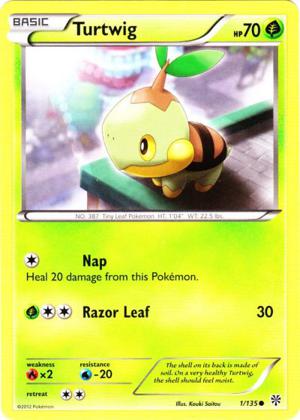 BASIC
Turtwig
HP70
NO. 387 Tiny Leaf Pokémon. HT. 1'04" WT. 22.5 lbs.
Nap
Heal 20 damage from this Pokémon.
Razor Leaf 30
weakness resistance
×2 -20
The shell on its back is made of
soil. On a very healthy Turtwig,
the shell should feel moist.
retreat
©2012 Pokémon
Illus. Kouki Saitou
1/135